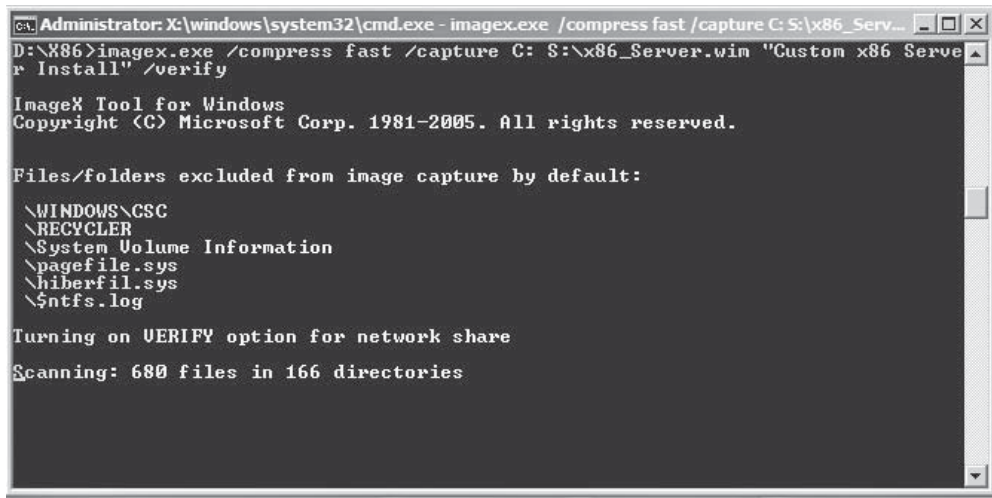 Administrator: X:\windows\system32\cmd.exe - imagex.exe /compress fast /capture C: S:\x86_Serv...
D:\X86>imagex.exe /compress fast /capture C: S:\x86_Server.wim "Custom x86 Serve
r Install" /verify
ImageX Tool for Windows
Copyright (C) Microsoft Corp. 1981-2005. All rights reserved.
Files/folders excluded from image capture by default:
\WINDOWS\CSC
\RECYCLER
\System Volume Information
\pagefile.sys
\hiberfil.sys
\$ntfs.log
Turning on VERIFY option for network share
Scanning: 680 files in 166 directories